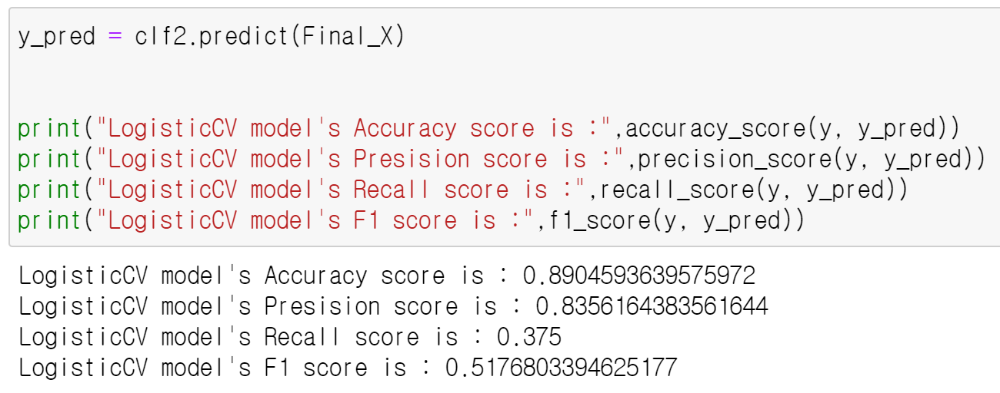 y_pred = clf2.predict(Final_X)
print("LogisticCV model's Accuracy score is :",accuracy_score(y, y_pred))
print("LogisticCV model's Presision score is :",precision_score(y, y_pred))
print("LogisticCV model's Recall score is :",recall_score(y, y_pred))
print("LogisticCV model's F1 score is :",f1_score(y, y_pred))
LogisticCV model's Accuracy score is : 0.8904593639575972
LogisticCV model's Presision score is : 0.8356164383561644
LogisticCV model's Recall score is : 0.375
LogisticCV model's F1 score is : 0.5176803394625177